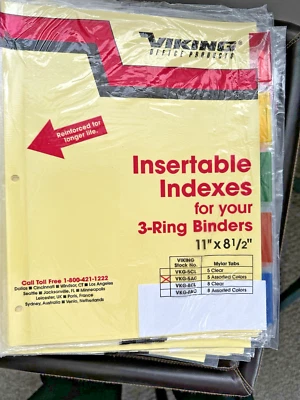 VIKING
OFFICE PRODUCTS
Reinforced for
longer life.
Insertable
Indexes
for your
3-Ring Binders
11" x 8 1/2"
VIKING
Stock No.
Mylar Tabs
VKG-5CL 5 Clear
VKG-5AC 5 Assorted Colors
VKG-8CL 8 Clear
VKG-8AC 8 Assorted Colors
Call Toll Free 1-800-421-1222
Dallas ■ Cincinnati ■ Windsor, CT ■ Los Angeles
Seattle ■ Jacksonville, FL ■ Minneapolis
Leicester, UK ■ Paris, France
Sydney, Australia ■ Venlo, Netherlands